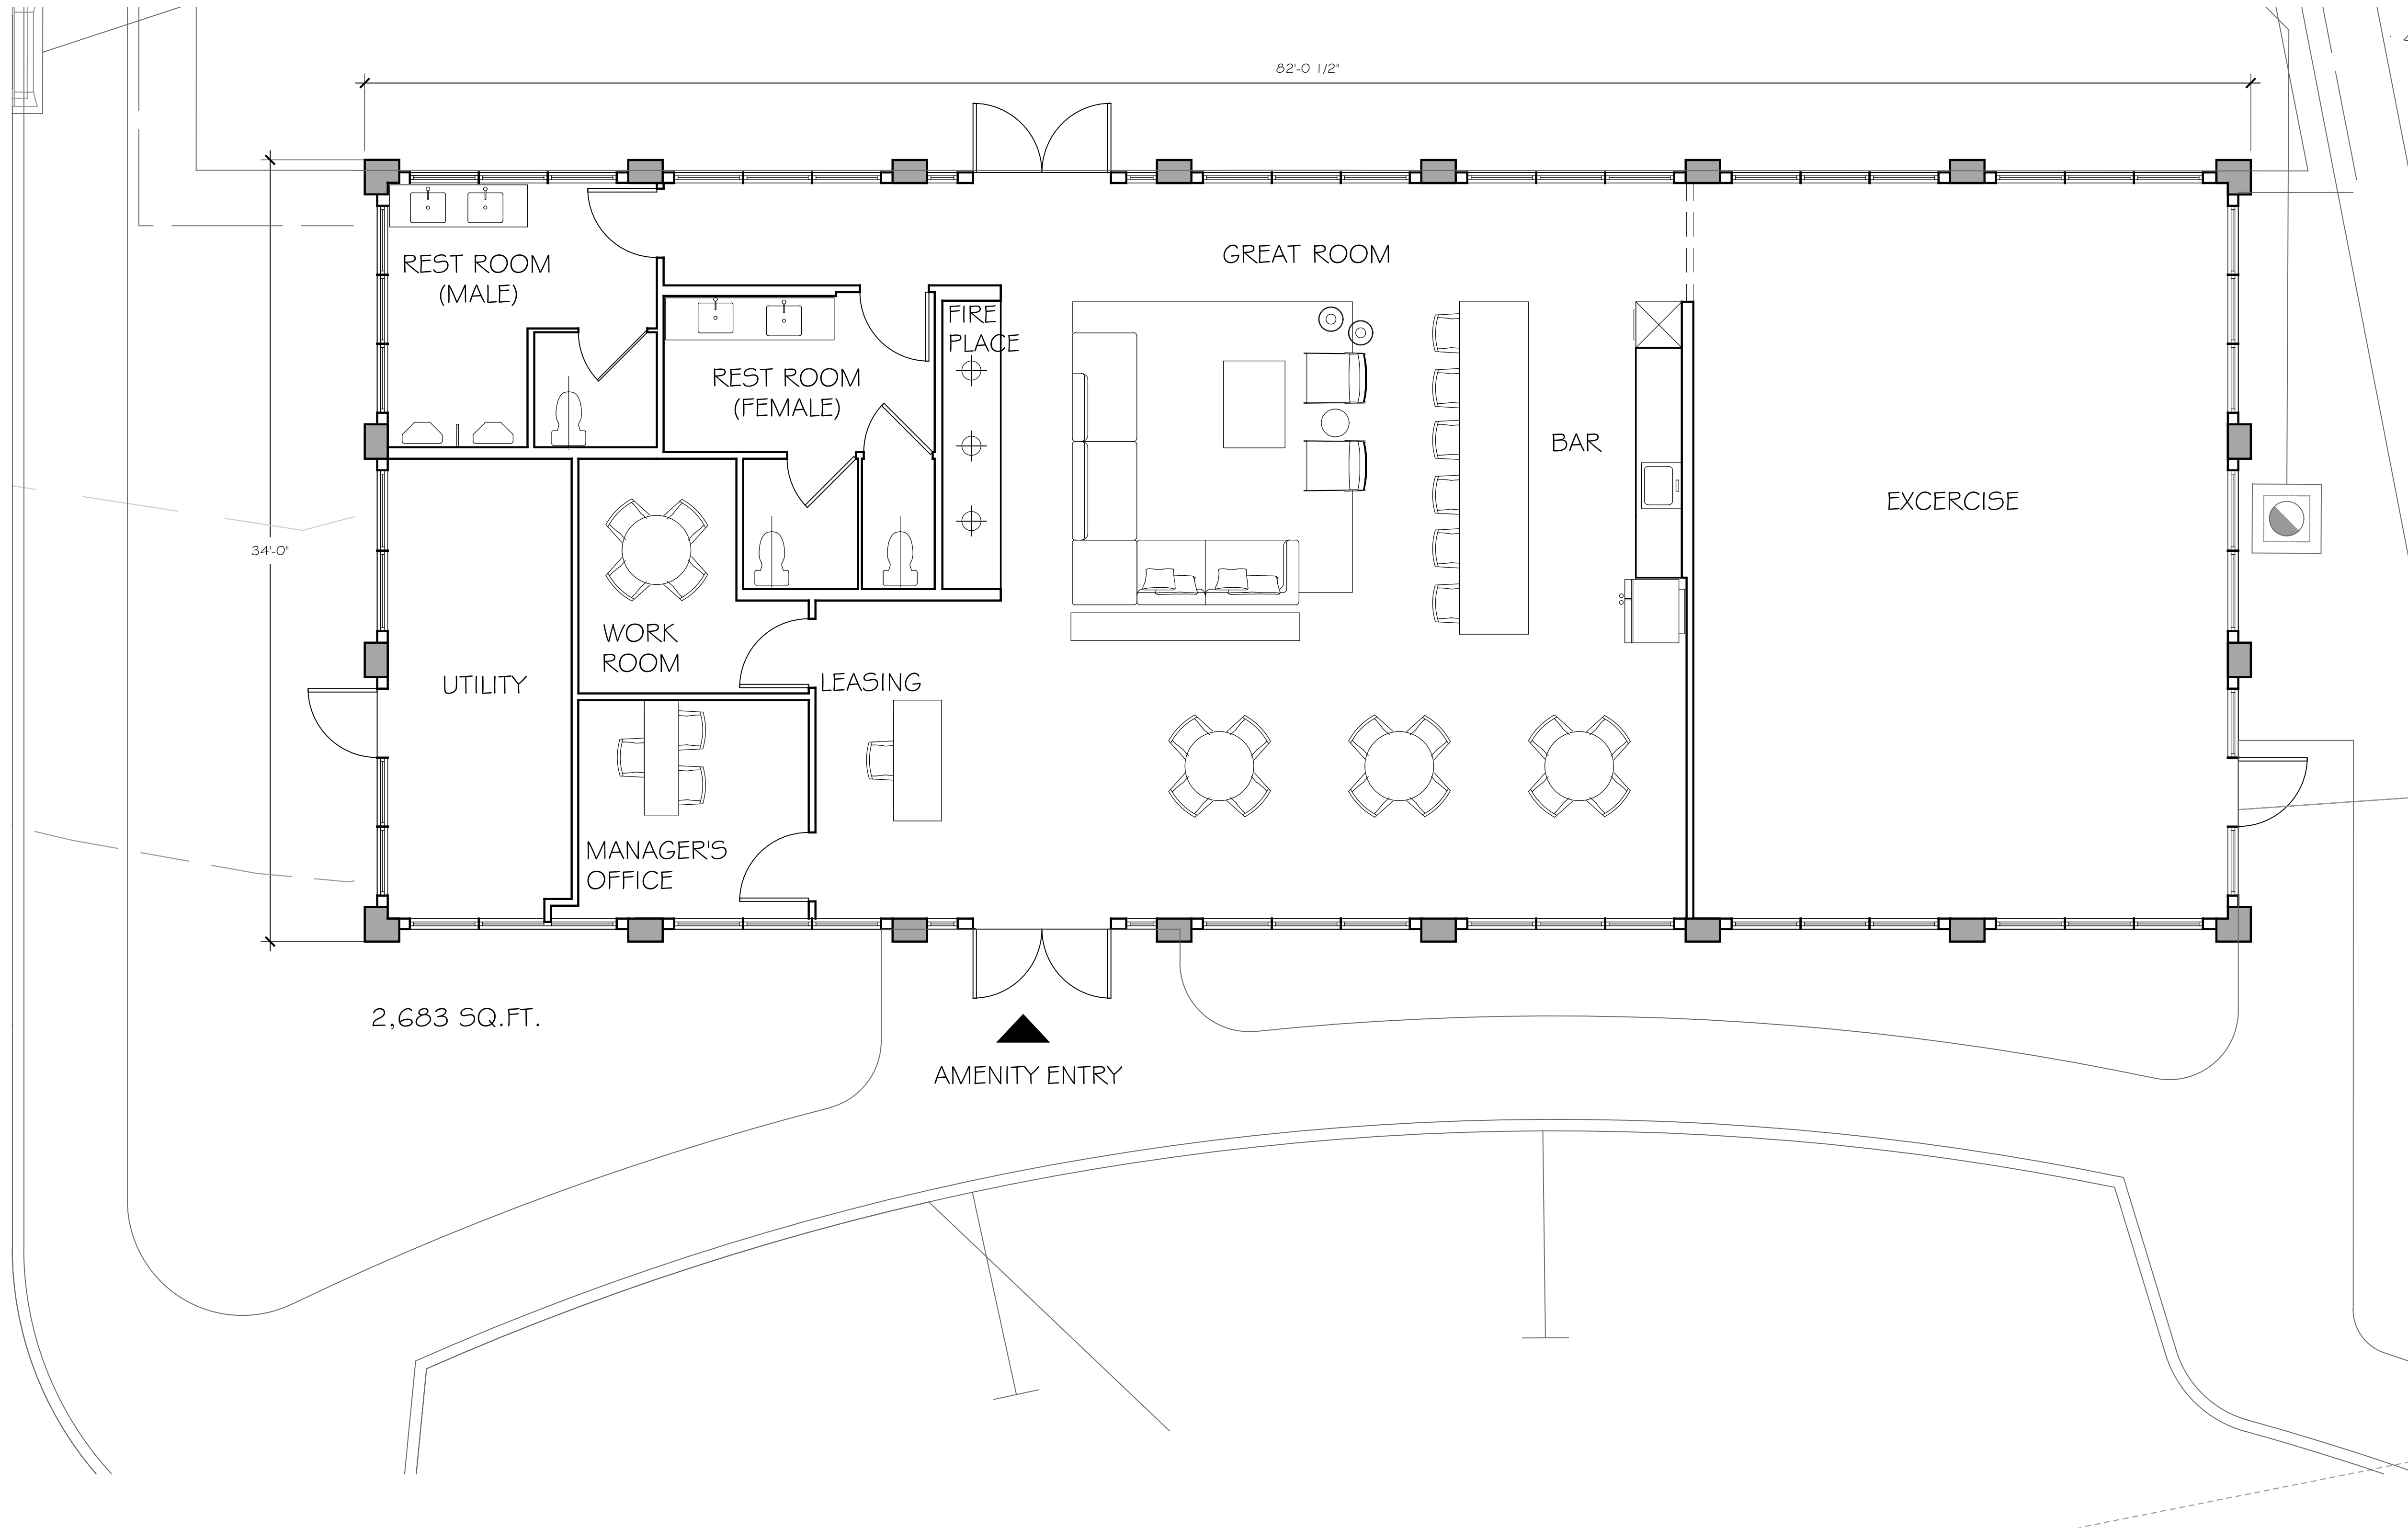 82'-0 1/2"
GREAT ROOM
REST ROOM
(MALE)
FIRE
PLACE
REST ROOM
(FEMALE)
BAR
EXCERCISE
34'-0"
WORK
ROOM
UTILITY
LEASING
MANAGER'S
OFFICE
2,683 SQ.FT.
AMENITY ENTRY